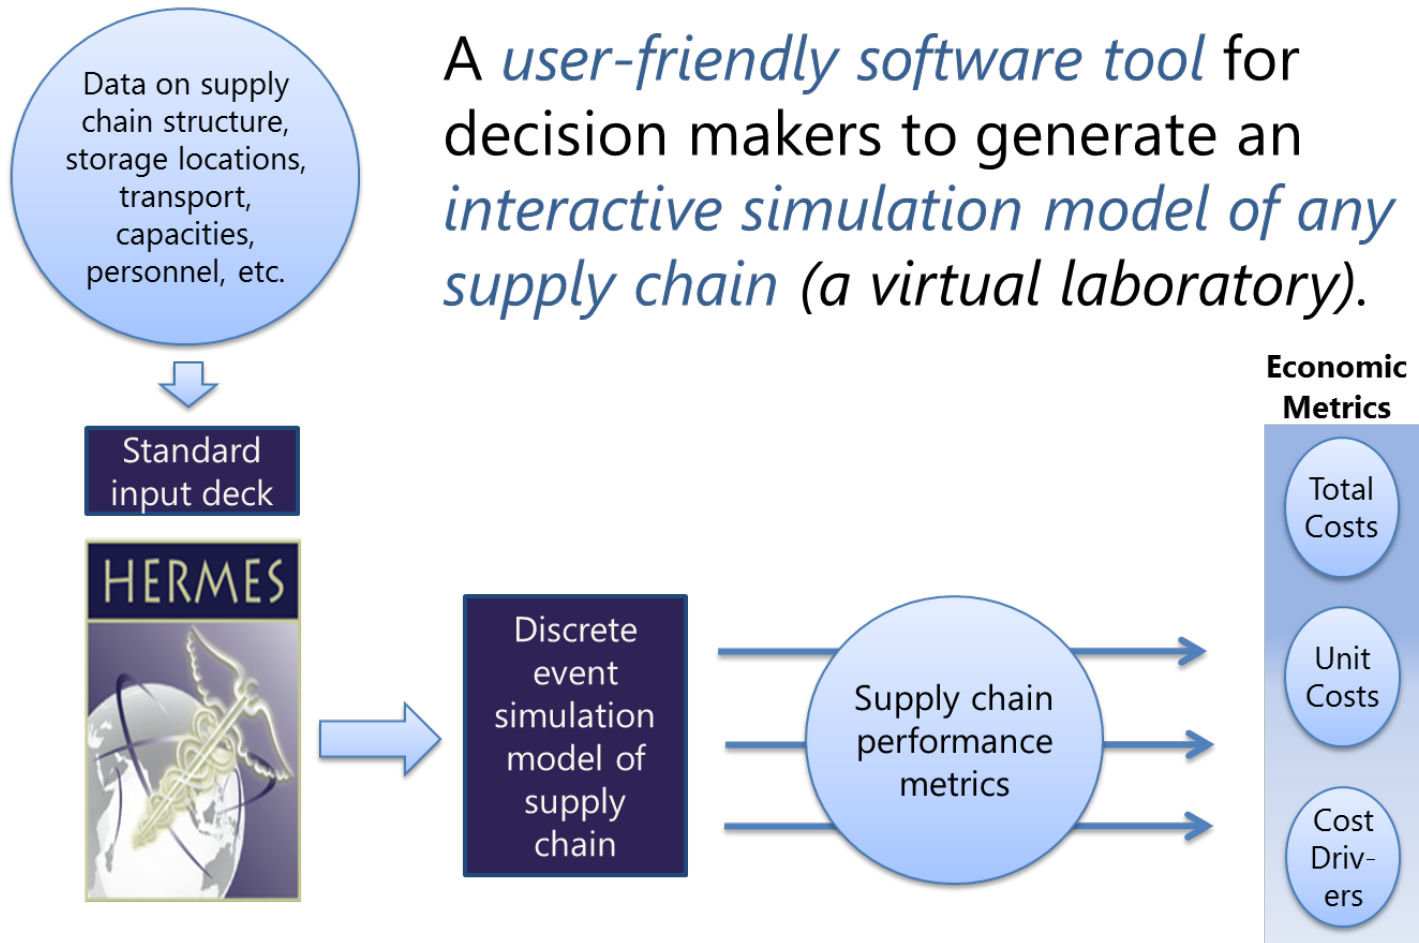 Data on supply
chain structure,
storage locations,
transport,
capacities,
personnel, etc.
A user-friendly software tool for
decision makers to generate an
interactive simulation model of any
supply chain (a virtual laboratory).
Standard
input deck
HERMES
Discrete
event
simulation
model of
supply
chain
Supply chain
performance
metrics
Economic
Metrics
Total
Costs
Unit
Costs
Cost
Driv-
ers